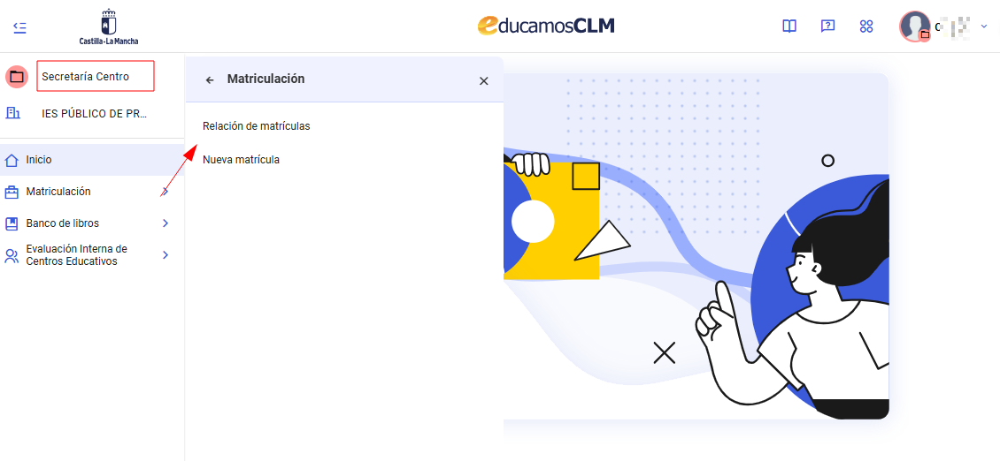 Castilla-La Mancha
educamosCLM
Secretaría Centro
IES PÚBLICO DE PR...
Inicio
Matriculación
Banco de libros
Evaluación Interna de
Centros Educativos
Matriculación
Relación de matrículas
Nueva matrícula